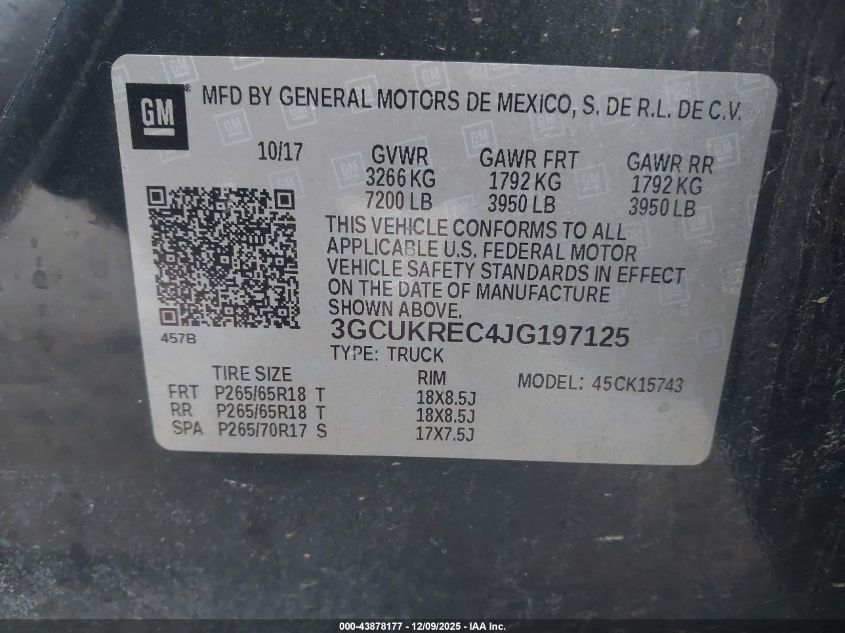 GM
® MFD BY GENERAL MOTORS DE MEXICO, S. DE R.L. DE C.V.
10/17 GVWR GAWR FRT GAWR RR
3266 KG 1792 KG 1792 KG
7200 LB 3950 LB 3950 LB
THIS VEHICLE CONFORMS TO ALL
APPLICABLE U.S. FEDERAL MOTOR
VEHICLE SAFETY STANDARDS IN EFFECT
ON THE DATE OF MANUFACTURE
SHOWN ABOVE.
457B 3GCUKREC4JG197125
TYPE: TRUCK
TIRE SIZE RIM MODEL: 45CK15743
FRT P265/65R18 T 18X8.5J
RR P265/65R18 T 18X8.5J
SPA P265/70R17 S 17X7.5J
000-43878177 - 12/09/2025 - IAA Inc.